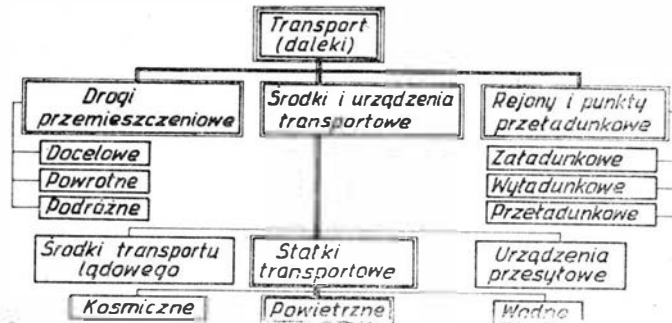 Transport
(daleki)
Drogi
przemieszczeniowe
Środki i urządzenia
transportowe
Rejony i punkty
przeładunkowe
Docelowe
Powrotne
Podróżne
Załadunkowe
Wyładunkowe
Przeładunkowe
Środki transportu
lądowego
Statki
transportowe
Urządzenia
przesyłowe
Kosmiczne
Powietrzne
Wodne